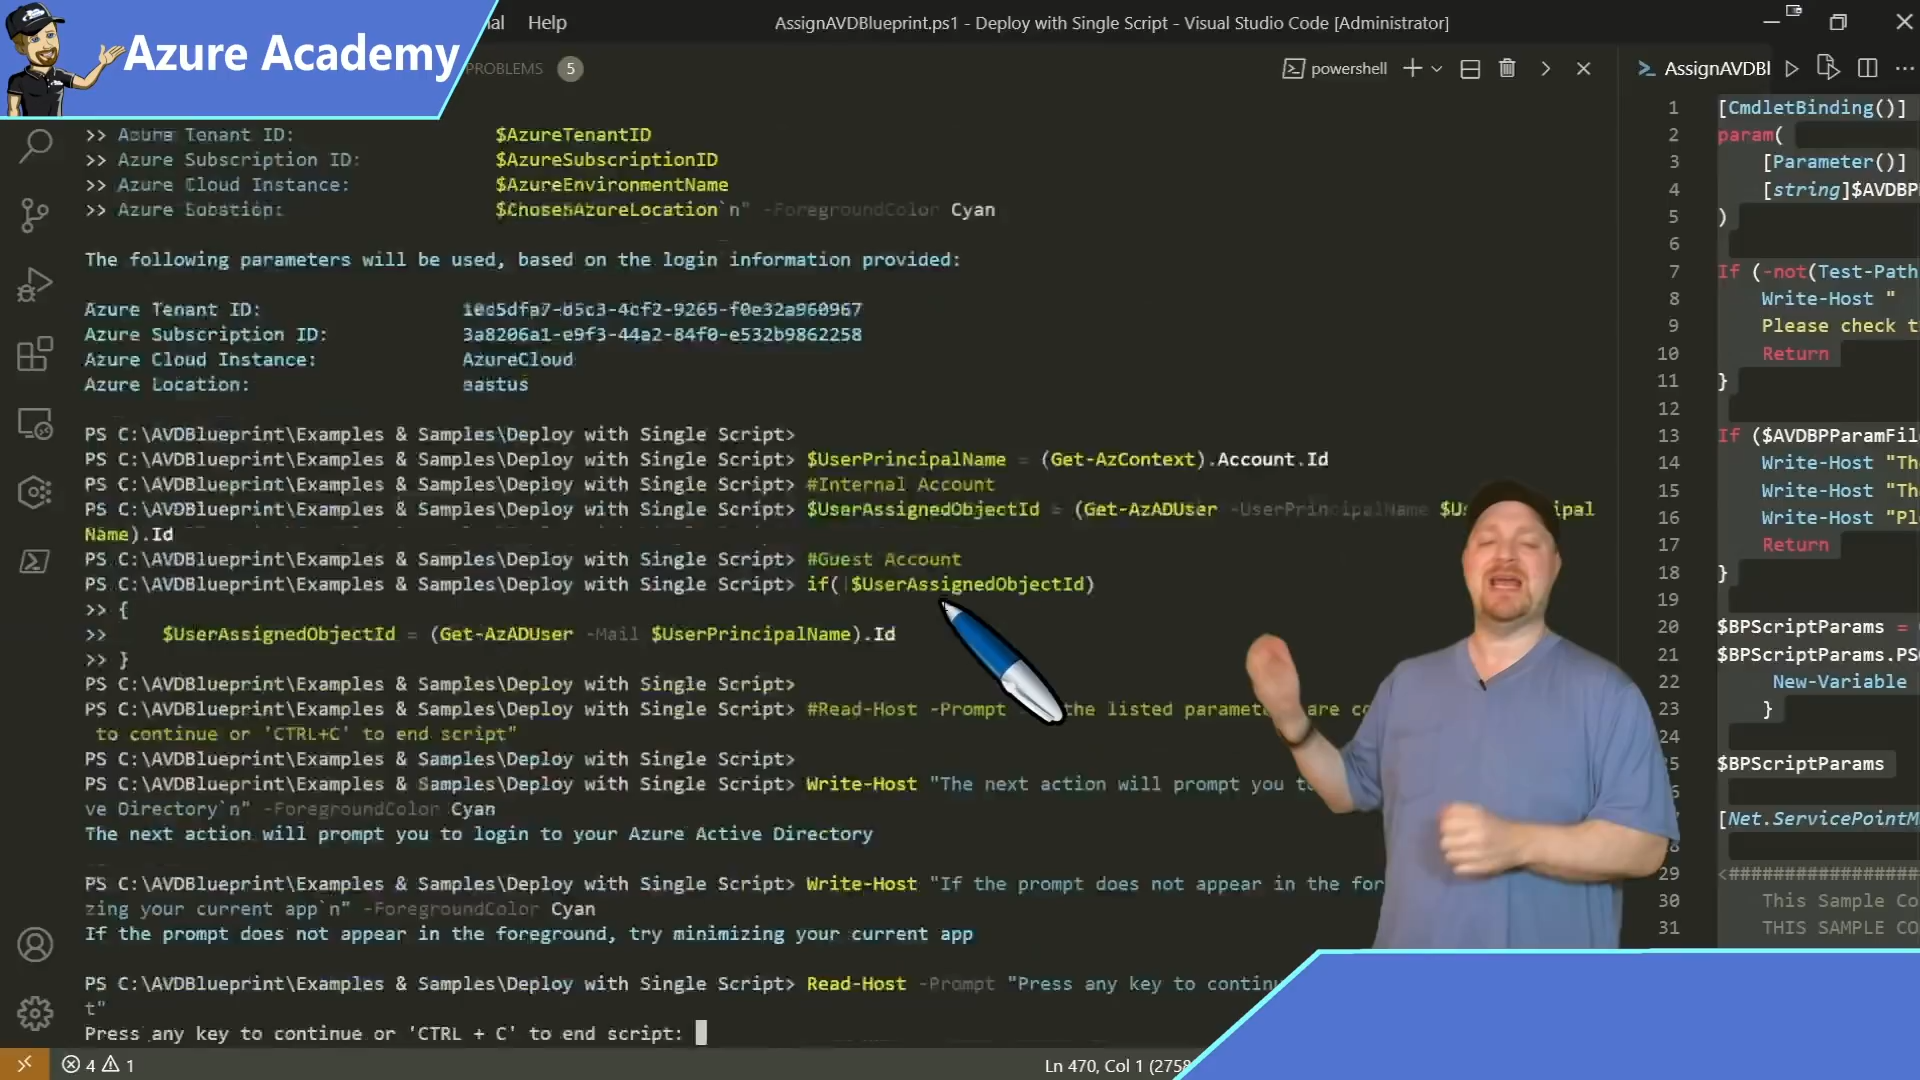 Azure Academy
Help
AssignAVDBlueprint.ps1 - Deploy with Single Script - Visual Studio Code [Administrator]
PROBLEMS 5
powershell
>> Azure Tenant ID: $AzureTenantID
>> Azure Subscription ID: $AzureSubscriptionID
>> Azure Cloud Instance: $AzureEnvironmentName
>> Azure $ChosenAzureLocation`n" -ForegroundColor Cyan
The following parameters will be used, based on the login information provided:
Azure Tenant ID:
Azure Subscription ID: 3a8206a1-e9f3-44e2-84f0-e532b9862258
Azure Cloud Instance: AzureCloud
Azure Location: eastus
PS C:\AVDBlueprint\Examples & Samples\Deploy with Single Script>
PS C:\AVDBlueprint\Examples & Samples\Deploy with Single Script> $UserPrincipalName = (Get-AzContext).Account.Id
PS C:\AVDBlueprint\Examples & Samples\Deploy with Single Script> #Internal Account
PS C:\AVDBlueprint\Examples & Samples\Deploy with Single Script> $UserAssignedObjectId = (Get-AzADUser -UserPrincipalName
Name).Id
PS C:\AVDBlueprint\Examples & Samples\Deploy with Single Script> #Guest Account
PS C:\AVDBlueprint\Examples & Samples\Deploy with Single Script> if( $UserAssignedObjectId)
>> {
>> $UserAssignedObjectId = (Get-AzADUser -Mail $UserPrincipalName).Id
>> }
PS C:\AVDBlueprint\Examples & Samples\Deploy with Single Script>
PS C:\AVDBlueprint\Examples & Samples\Deploy with Single Script> #Read-Host -Prompt the listed are
to continue or 'CTRL+C' to end script"
PS C:\AVDBlueprint\Examples & Samples\Deploy with Single Script>
PS C:\AVDBlueprint\Examples & Samples\Deploy with Single Script> Write-Host "The next action will prompt you
ve Directory`n" -ForegroundColor Cyan
The next action will prompt you to login to your Azure Active Directory
PS C:\AVDBlueprint\Examples & Samples\Deploy with Single Script> Write-Host "If the prompt does not appear in the
zing your current app`n" -ForegroundColor Cyan
If the prompt does not appear in the foreground, try minimizing your current app
PS C:\AVDBlueprint\Examples & Samples\Deploy with Single Script> Read-Host -Prompt "Press any key to
t"
Press any key to continue or 'CTRL + C' to end script:
4 1
Ln 470, Col 1 (2758
AssignAVDBl
1 [CmdletBinding()]
2 param(
3 [Parameter()]
4 [string]$AVDBP
5 )
6
7 If (-not(Test-Path
8 Write-Host "
9 Please check t
10 Return
11 }
12
13 If ($AVDBPParamFil
14 Write-Host "Th
15 Write-Host "Th
16 Write-Host "Pl
17 Return
18 }
19
20 $BPScriptParams =
21 $BPScriptParams.PS
22 New-Variable
23 }
24
$BPScriptParams
[Net.ServicePointM
29 <##################
30 This Sample Co
31 THIS SAMPLE CO